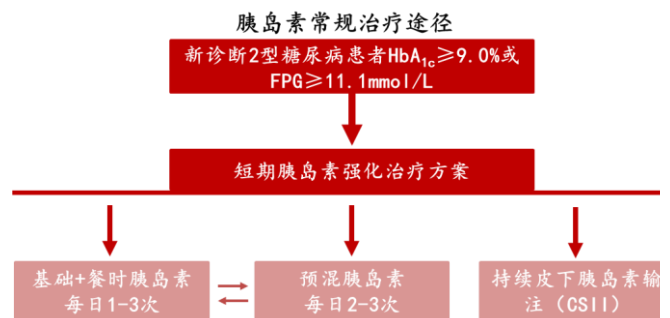 胰岛素常规治疗途径
新诊断2型糖尿病患者HbA1c≥9.0%或
FPG≥11.1mmol/L
短期胰岛素强化治疗方案
基础+餐时胰岛素
每日1-3次
预混胰岛素
每日2-3次
持续皮下胰岛素输
注（CSII）